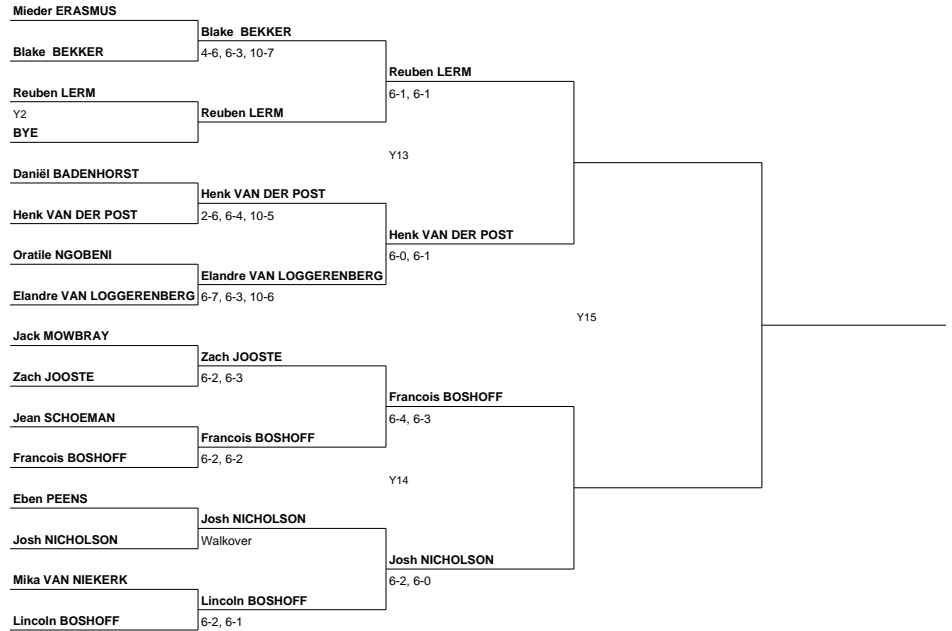 Mieder ERASMUS
Blake BEKKER
Blake BEKKER
4-6, 6-3, 10-7
Reuben LERM
6-1, 6-1
Reuben LERM
Y2
Reuben LERM
BYE
Y13
Daniël BADENHORST
Henk VAN DER POST
Henk VAN DER POST
2-6, 6-4, 10-5
Henk VAN DER POST
6-0, 6-1
Oratile NGOBENI
Elandre VAN LOGGERENBERG
Elandre VAN LOGGERENBERG
6-7, 6-3, 10-6
Y15
Jack MOWBRAY
Zach JOOSTE
Zach JOOSTE
6-2, 6-3
Francois BOSHOFF
6-4, 6-3
Jean SCHOEMAN
Francois BOSHOFF
Francois BOSHOFF
6-2, 6-2
Y14
Eben PEENS
Josh NICHOLSON
Josh NICHOLSON
Walkover
Josh NICHOLSON
6-2, 6-0
Mika VAN NIEKERK
Lincoln BOSHOFF
Lincoln BOSHOFF
6-2, 6-1